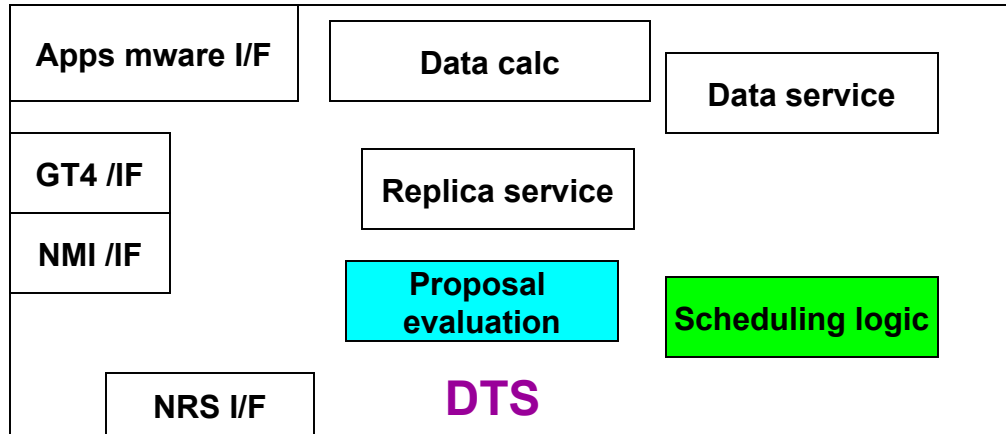 Apps mware I/F
Data calc
Data service
GT4 /IF
Replica service
NMI /IF
Proposal
evaluation
Scheduling logic
NRS I/F
DTS